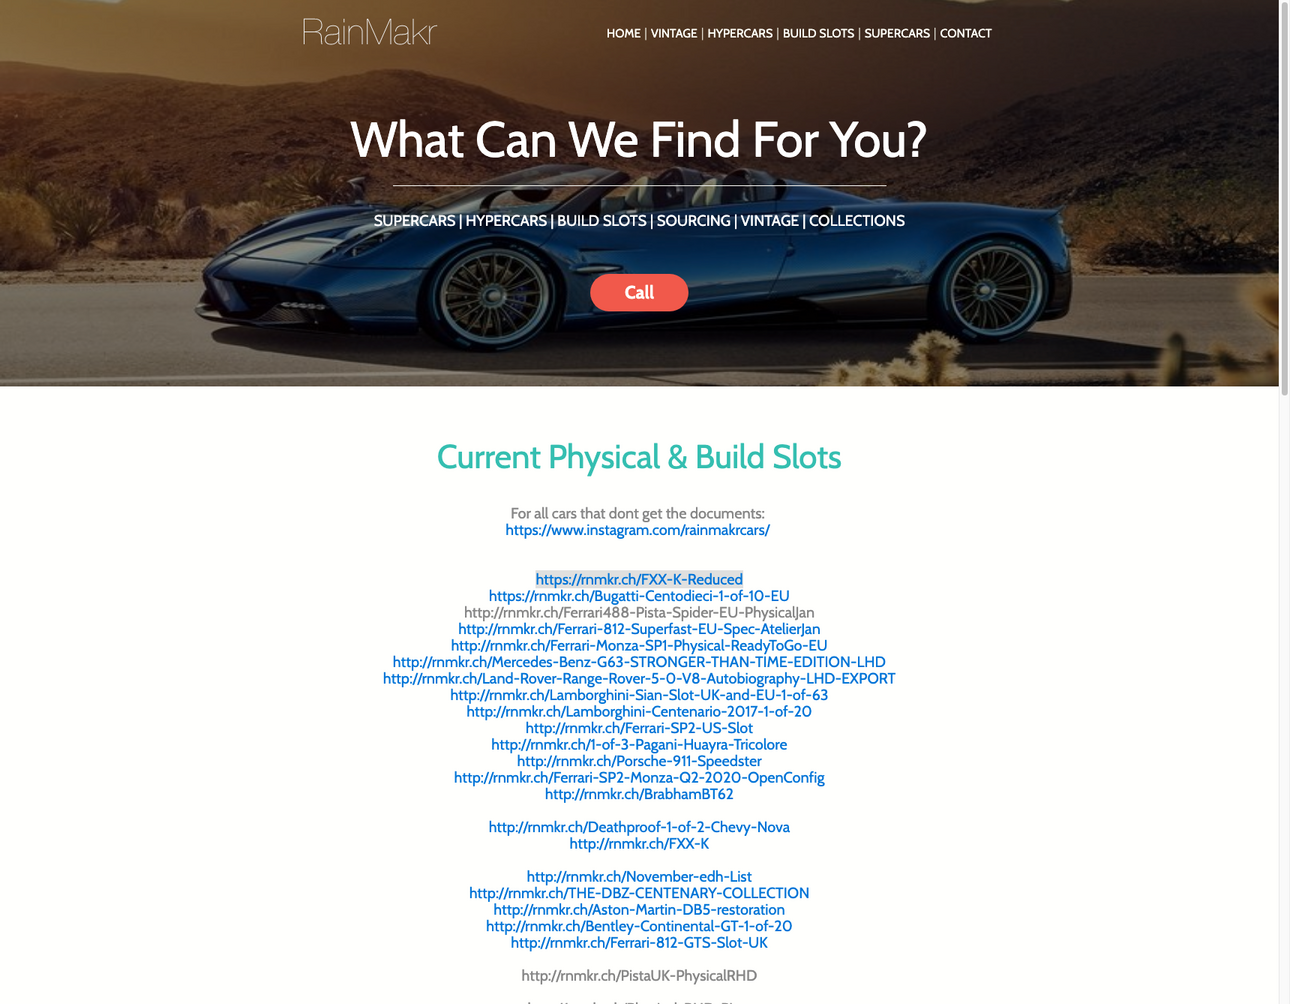 RainMakr
HOME | VINTAGE | HYPERCARS | BUILD SLOTS | SUPERCARS | CONTACT
What Can We Find For You?
SUPERCARS | HYPERCARS | BUILD SLOTS | SOURCING | VINTAGE | COLLECTIONS
Call
Current Physical & Build Slots
For all cars that dont get the documents:
https://www.instagram.com/rainmakrcars/
https://rnmkr.ch/FXX-K-Reduced
https://rnmkr.ch/Bugatti-Centodieci-1-of-10-EU
http://rnmkr.ch/Ferrari488-Pista-Spider-EU-PhysicalJan
http://rnmkr.ch/Ferrari-812-Superfast-EU-Spec-AtelierJan
http://rnmkr.ch/Ferrari-Monza-SP1-Physical-ReadyToGo-EU
http://rnmkr.ch/Mercedes-Benz-G63-STRONGER-THAN-TIME-EDITION-LHD
http://rnmkr.ch/Land-Rover-Range-Rover-5-0-V8-Autobiography-LHD-EXPORT
http://rnmkr.ch/Lamborghini-Sian-Slot-UK-and-EU-1-of-63
http://rnmkr.ch/Lamborghini-Centenario-2017-1-of-20
http://rnmkr.ch/Ferrari-SP2-US-Slot
http://rnmkr.ch/1-of-3-Pagani-Huayra-Tricolore
http://rnmkr.ch/Porsche-911-Speedster
http://rnmkr.ch/Ferrari-SP2-Monza-Q2-2020-OpenConfig
http://rnmkr.ch/BrabhamBT62
http://rnmkr.ch/Deathproof-1-of-2-Chevy-Nova
http://rnmkr.ch/FXX-K
http://rnmkr.ch/November-edh-List
http://rnmkr.ch/THE-DBZ-CENTENARY-COLLECTION
http://rnmkr.ch/Aston-Martin-DB5-restoration
http://rnmkr.ch/Bentley-Continental-GT-1-of-20
http://rnmkr.ch/Ferrari-812-GTS-Slot-UK
http://rnmkr.ch/PistaUK-PhysicalRHD